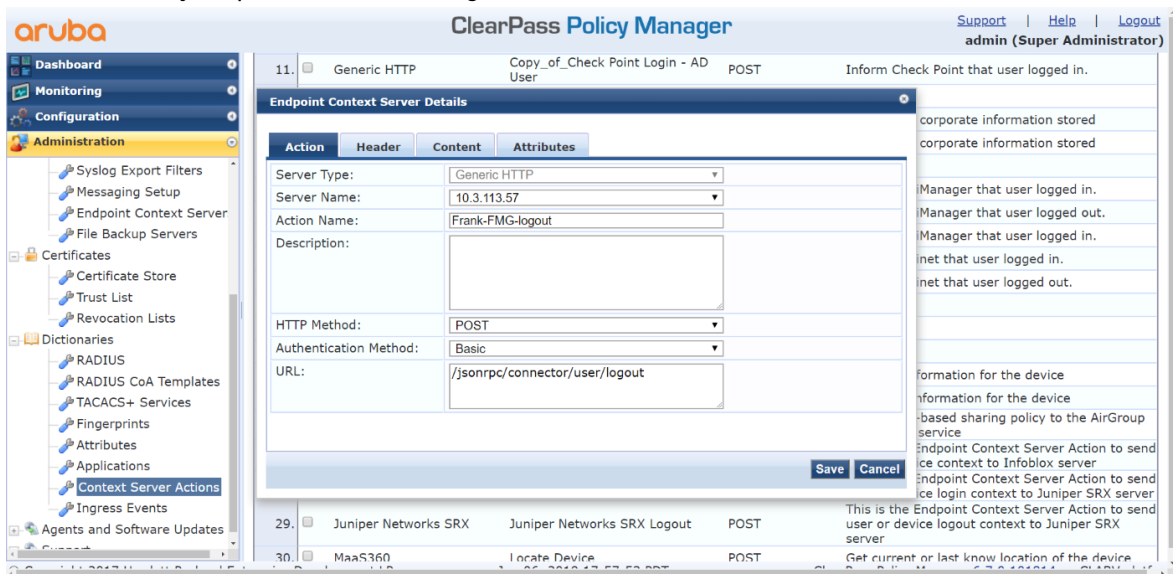 aruba
ClearPass Policy Manager
Support | Help | Logout
admin (Super Administrator)
Dashboard
Monitoring
Configuration
Administration
Syslog Export Filters
Messaging Setup
Endpoint Context Server
File Backup Servers
Certificates
Certificate Store
Trust List
Revocation Lists
Dictionaries
RADIUS
RADIUS CoA Templates
TACACS+ Services
Fingerprints
Attributes
Applications
Context Server Actions
Ingress Events
Agents and Software Updates
11. Generic HTTP Copy_of_Check Point Login - AD User POST Inform Check Point that user logged in.
Endpoint Context Server Details
Action Header Content Attributes
Server Type: Generic HTTP
Server Name: 10.3.113.57
Action Name: Frank-FMG-logout
Description:
HTTP Method: POST
Authentication Method: Basic
URL: /jsonrpc/connector/user/logout
Save Cancel
corporate information stored
corporate information stored
iManager that user logged in.
iManager that user logged out.
iManager that user logged in.
inet that user logged in.
inet that user logged out.
formation for the device
formation for the device
-based sharing policy to the AirGroup
service
Endpoint Context Server Action to send
ice context to Infoblox server
Endpoint Context Server Action to send
ice login context to Juniper SRX server
29. Juniper Networks SRX Juniper Networks SRX Logout POST This is the Endpoint Context Server Action to send
user or device logout context to Juniper SRX
server
30. MaaS360 Locate Device POST Get current or last know location of the device